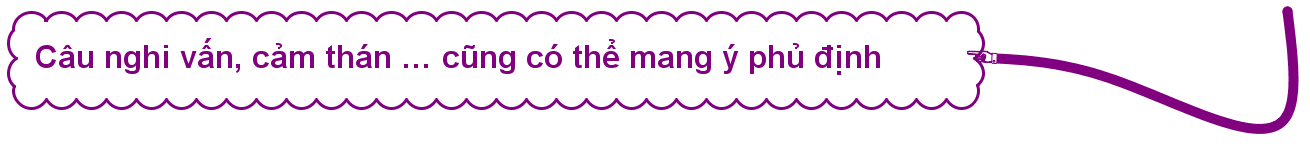 Câu nghi vấn, cảm thán ... cũng có thể mang ý phủ định